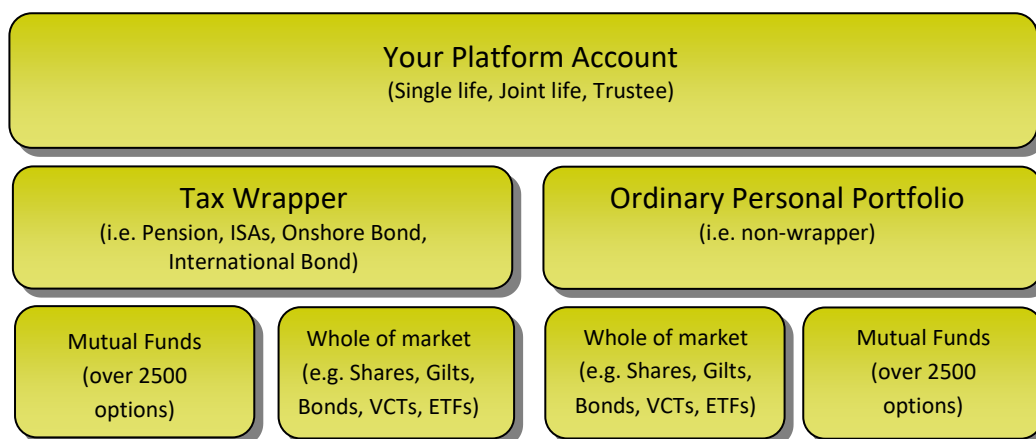 Your Platform Account
(Single life, Joint life, Trustee)
Tax Wrapper
(i.e. Pension, ISAs, Onshore Bond,
International Bond)
Ordinary Personal Portfolio
(i.e. non-wrapper)
Mutual Funds
(over 2500
options)
Whole of market
(e.g. Shares, Gilts,
Bonds, VCTs, ETFs)
Whole of market
(e.g. Shares, Gilts,
Bonds, VCTs, ETFs)
Mutual Funds
(over 2500
options)